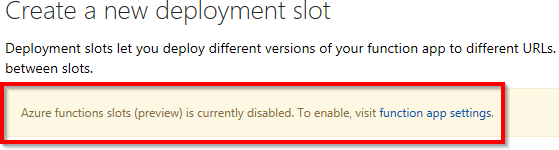 Create a new deployment slot
Deployment slots let you deploy different versions of your function app to different URLs.
between slots.
Azure functions slots (preview) is currently disabled. To enable, visit function app settings.